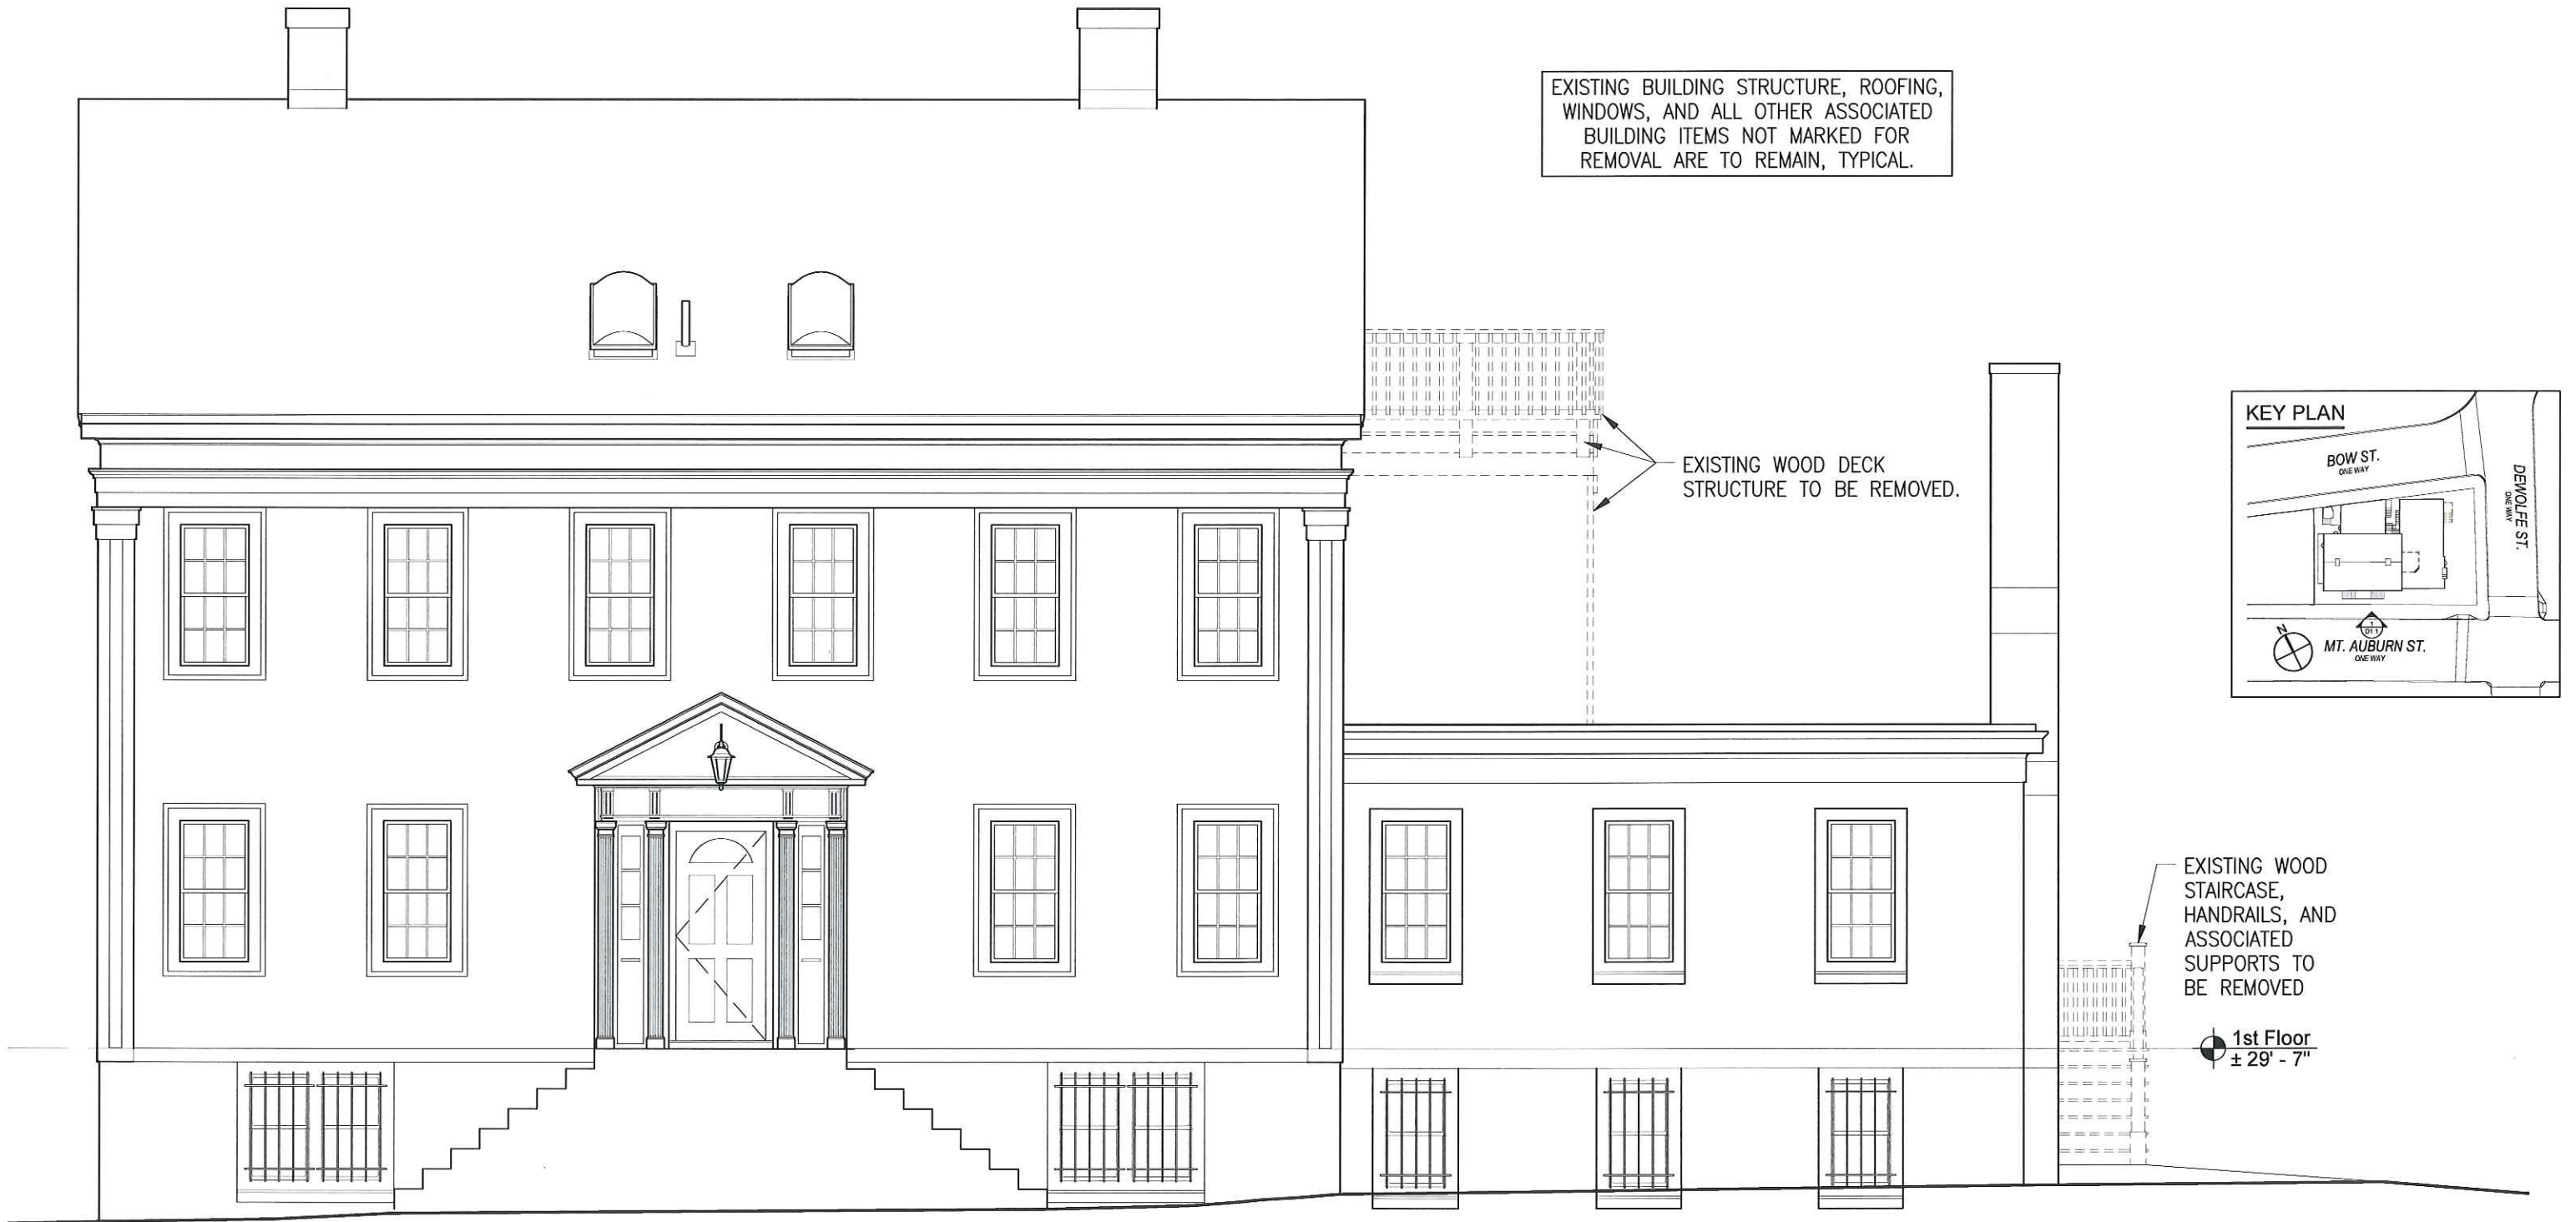 EXISTING BUILDING STRUCTURE, ROOFING,
WINDOWS, AND ALL OTHER ASSOCIATED
BUILDING ITEMS NOT MARKED FOR
REMOVAL ARE TO REMAIN, TYPICAL.
EXISTING WOOD DECK
STRUCTURE TO BE REMOVED.
KEY PLAN
BOW ST.
ONE WAY
DEWOLFE ST.
ONE WAY
1
D1.1
N
MT. AUBURN ST.
ONE WAY
EXISTING WOOD
STAIRCASE,
HANDRAILS, AND
ASSOCIATED
SUPPORTS TO
BE REMOVED
1st Floor
± 29' - 7"